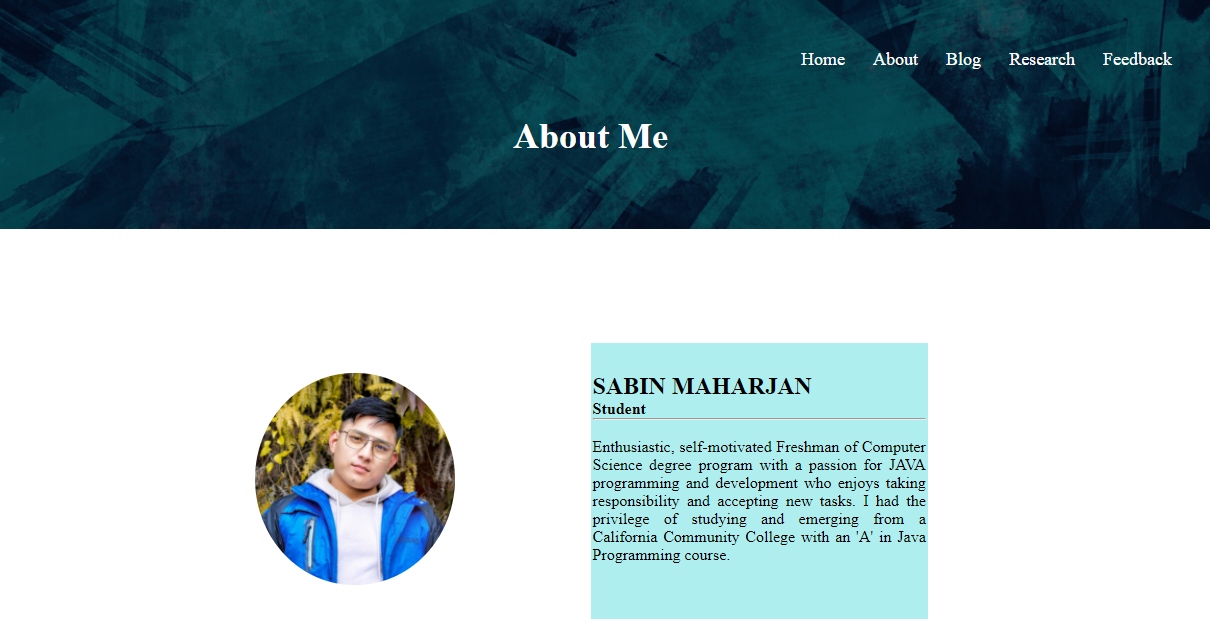 Home About Blog Research Feedback
About Me
SABIN MAHARJAN
Student
Enthusiastic, self-motivated Freshman of Computer
Science degree program with a passion for JAVA
programming and development who enjoys taking
responsibility and accepting new tasks. I had the
privilege of studying and emerging from a
California Community College with an 'A' in Java
Programming course.